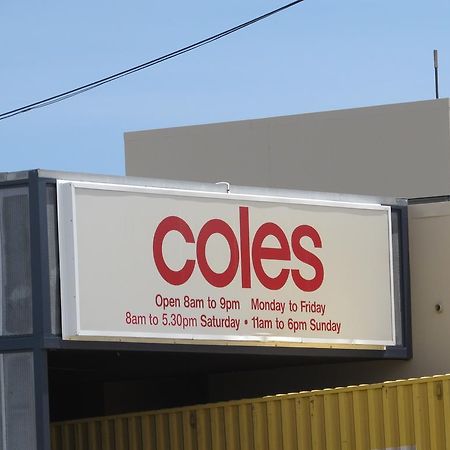 coles
Open 8am to 9pm Monday to Friday
8am to 5.30pm Saturday • 11am to 6pm Sunday